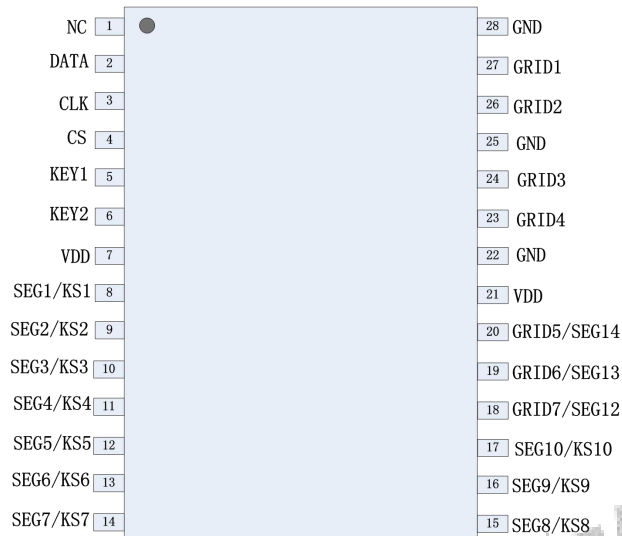 NC 1 28 GND
DATA 2 27 GRID1
CLK 3 26 GRID2
CS 4 25 GND
KEY1 5 24 GRID3
KEY2 6 23 GRID4
VDD 7 22 GND
SEG1/KS1 8 21 VDD
SEG2/KS2 9 20 GRID5/SEG14
SEG3/KS3 10 19 GRID6/SEG13
SEG4/KS4 11 18 GRID7/SEG12
SEG5/KS5 12 17 SEG10/KS10
SEG6/KS6 13 16 SEG9/KS9
SEG7/KS7 14 15 SEG8/KS8